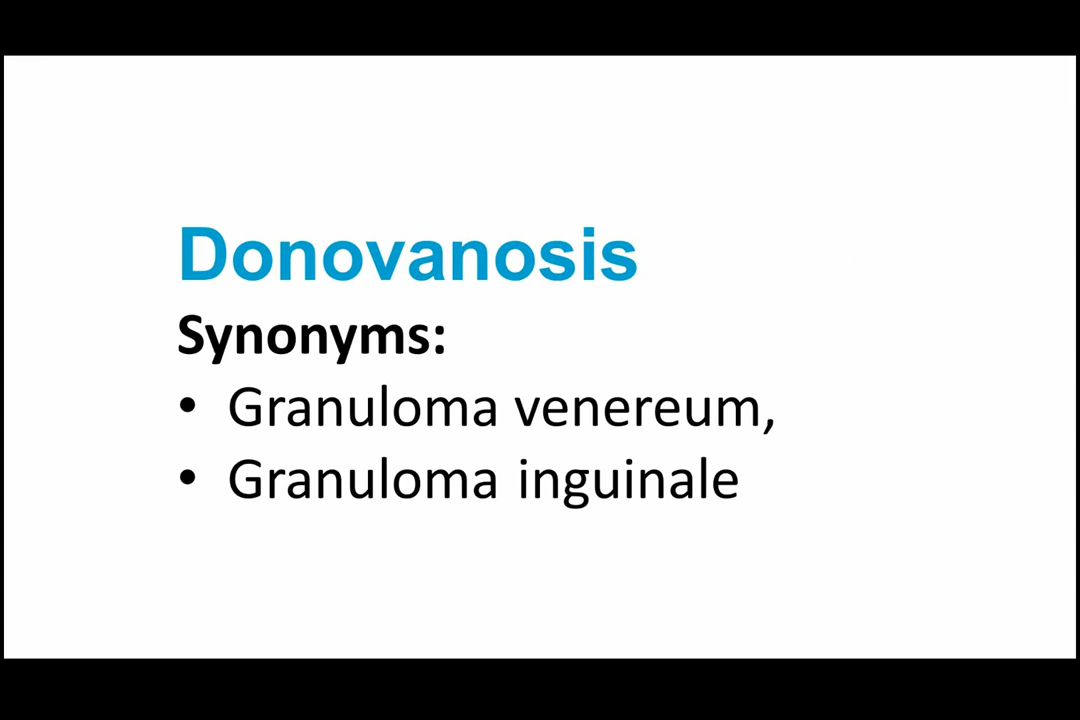 Donovanosis
Synonyms:
• Granuloma venereum,
• Granuloma inguinale